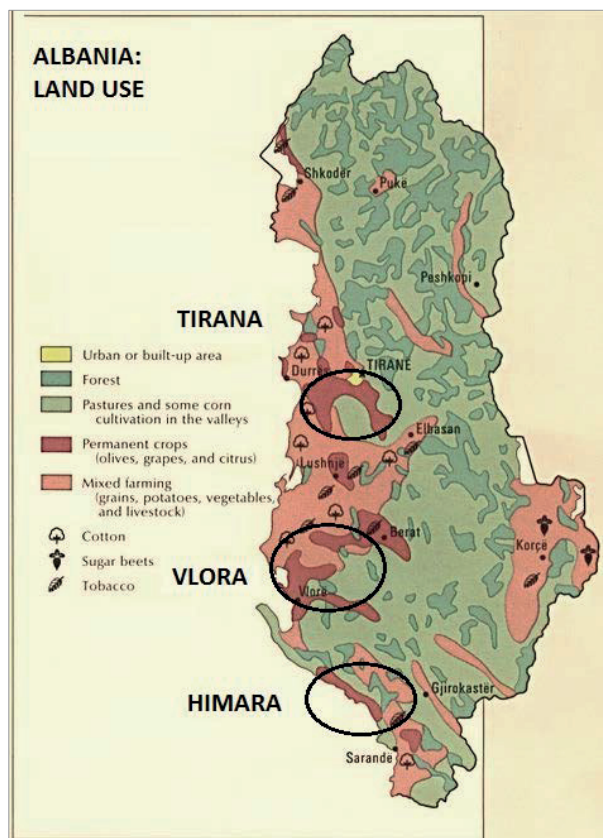 ALBANIA:
LAND USE
Shkodër
Pukë
Peshkopi
TIRANA
Urban or built-up area
Forest
Pastures and some corn
cultivation in the valleys
Permanent crops
(olives, grapes, and citrus)
Mixed farming
(grains, potatoes, vegetables,
and livestock)
Cotton
Sugar beets
Tobacco
TIRANE
Durrës
Elbasan
Lushnjë
Berat
Korçë
VLORA
Vlorë
HIMARA
Gjirokastër
Sarandë